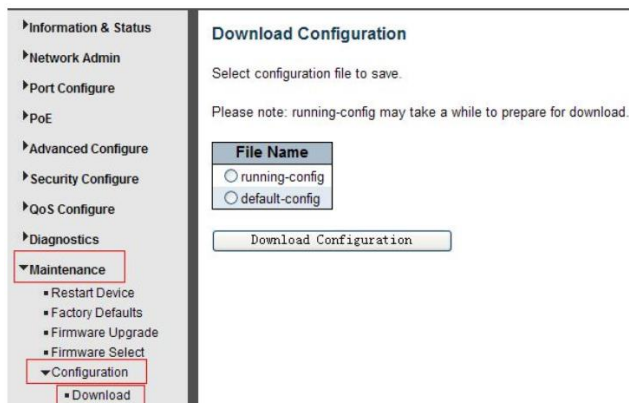 Information & Status
Network Admin
Port Configure
PoE
Advanced Configure
Security Configure
QoS Configure
Diagnostics
Maintenance
Restart Device
Factory Defaults
Firmware Upgrade
Firmware Select
Configuration
Download
Download Configuration
Select configuration file to save.
Please note: running-config may take a while to prepare for download.
File Name
running-config
default-config
Download Configuration